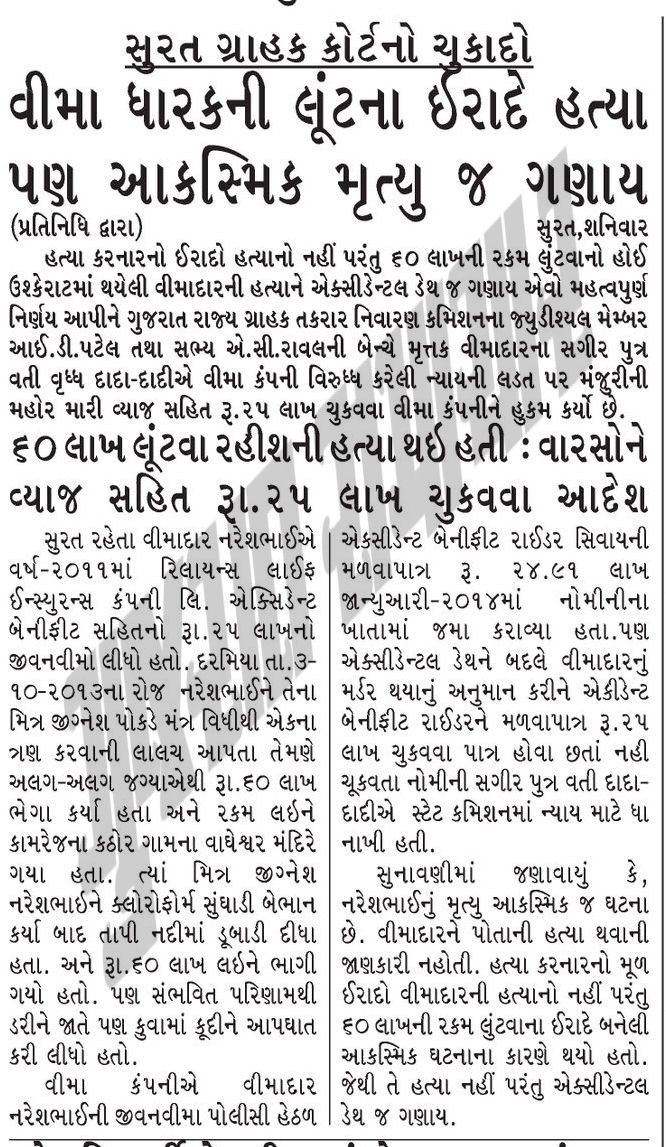 સુરત ગ્રાહક કોર્ટનો ચુકાદો
વીમા ધારકની લૂંટના ઈરાદે હત્યા
પણ આકસ્મિક મૃત્યુ જ ગણાય
(પ્રતિનિધિ દ્વારા) સુરત,શનિવાર
હત્યા કરનારનો ઈરાદો હત્યાનો નહીં પરંતુ ૬૦ લાખની રકમ લુંટવાનો હોઈ
ઉશ્કેરાટમાં થયેલી વીમાદારની હત્યાને એક્સીડેન્ટલ ડેથ જ ગણાય એવો મહત્વપુર્ણ
નિર્ણય આપીને ગુજરાત રાજ્ય ગ્રાહક તકરાર નિવારણ કમિશનના જ્યુડીશ્યલ મેમ્બર
આઈ.ડી.પટેલ તથા સભ્ય એ.સી.રાવલની બેન્ચે મૃત્તક વીમાદારના સગીર પુત્ર
વતી વૃધ્ધ દાદા-દાદીએ વીમા કંપની વિરુધ્ધ કરેલી ન્યાયની લડત પર મંજુરીની
મહોર મારી વ્યાજ સહિત રૂ.૨૫ લાખ ચુકવવા વીમા કંપનીને હુકમ કર્યો છે.
૬૦ લાખ લૂંટવા રહીશની હત્યા થઇ હતી : વારસોને
વ્યાજ સહિત રૂા.૨૫ લાખ ચુકવવા આદેશ
સુરત રહેતા વીમાદાર નરેશભાઈએ
વર્ષ-૨૦૧૧માં રિલાયન્સ લાઈફ
ઈન્સ્યુરન્સ કંપની લિ. એક્સિડેન્ટ
બેનીફીટ સહિતનો રૂા.૨૫ લાખનો
જીવનવીમો લીધો હતો. દરમિયા તા.૩-
૧૦-૨૦૧૩ના રોજ નરેશભાઈને તેના
મિત્ર જીગ્નેશ પોકડે મંત્ર વિધીથી એકના
ત્રણ કરવાની લાલચ આપતા તેમણે
અલગ-અલગ જગ્યાએથી રૂા.૬૦ લાખ
ભેગા કર્યા હતા અને રકમ લઇને
કામરેજના કઠોર ગામના વાઘેશ્વર મંદિરે
ગયા હતા. ત્યાં મિત્ર જીગ્નેશ
નરેશભાઈને ક્લોરોફોર્મ સુંઘાડી બેભાન
કર્યા બાદ તાપી નદીમાં ડૂબાડી દીધા
હતા. અને રૂા.૬૦ લાખ લઇને ભાગી
ગયો હતો. પણ સંભવિત પરિણામથી
ડરીને જાતે પણ કુવામાં કૂદીને આપઘાત
કરી લીધો હતો.
વીમા કંપનીએ વીમાદાર
નરેશભાઈની જીવનવીમા પોલીસી હેઠળ
એકસીડેન્ટ બેનીફીટ રાઈડર સિવાયની
મળવાપાત્ર રૂ. ૨૪.૯૧ લાખ
જાન્યુઆરી-૨૦૧૪માં નોમીનીના
ખાતામાં જમા કરાવ્યા હતા.પણ
એક્સીડેન્ટલ ડેથને બદલે વીમાદારનું
મર્ડર થયાનું અનુમાન કરીને એકીડેન્ટ
બેનીફીટ રાઈડરને મળવાપાત્ર રૂ.૨૫
લાખ ચુકવવા પાત્ર હોવા છતાં નહી
ચૂકવતા નોમીની સગીર પુત્ર વતી દાદા-
દાદીએ સ્ટેટ કમિશનમાં ન્યાય માટે ધા
નાખી હતી.
સુનાવણીમાં જણાવાયું કે,
નરેશભાઈનું મૃત્યુ આકસ્મિક જ ઘટના
છે. વીમાદારને પોતાની હત્યા થવાની
જાણકારી નહોતી. હત્યા કરનારનો મૂળ
ઈરાદો વીમાદારની હત્યાનો નહીં પરંતુ
૬૦ લાખની રકમ લુંટવાના ઈરાદે બનેલી
આકસ્મિક ઘટનાના કારણે થયો હતો.
જેથી તે હત્યા નહીં પરંતુ એક્સીડેન્ટલ
ડેથ જ ગણાય.